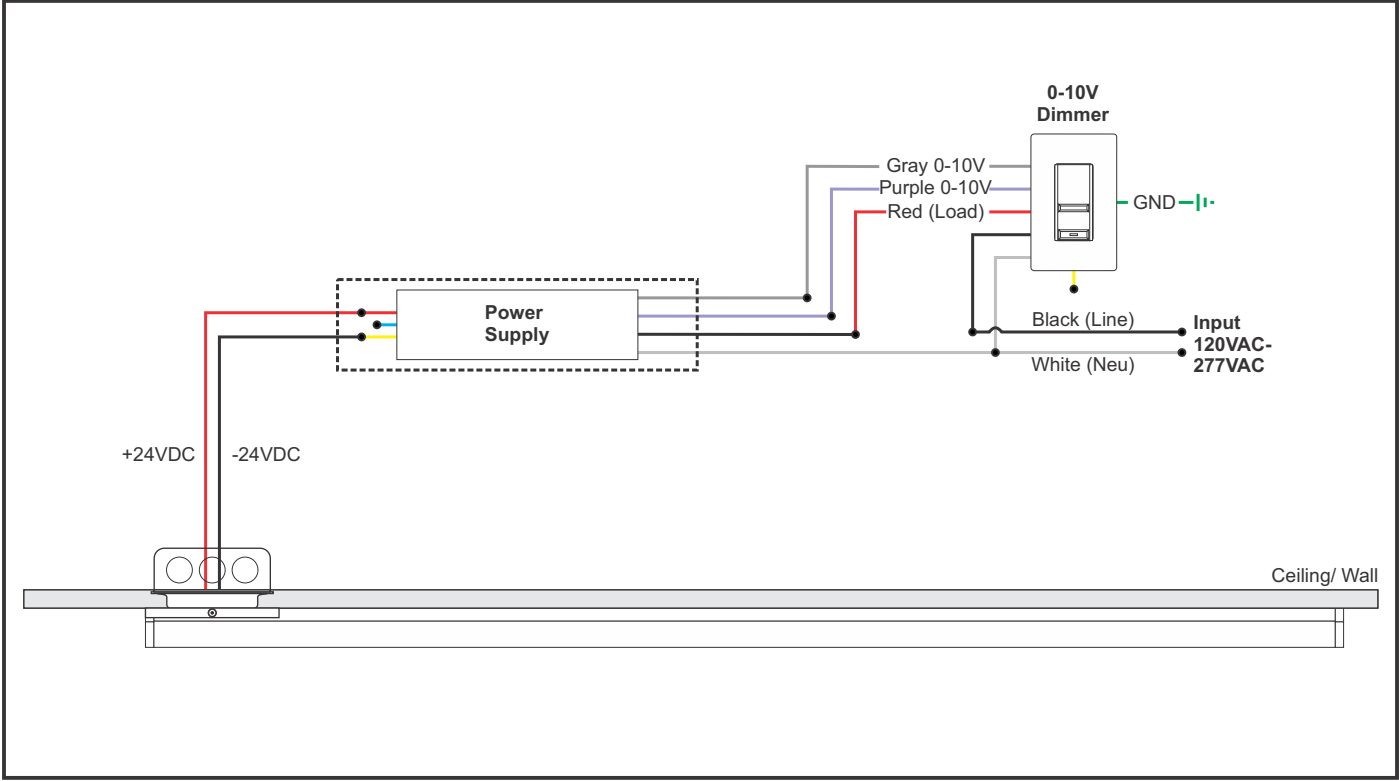 0-10V
Dimmer
Gray 0-10V
Purple 0-10V
Red (Load)
GND
Power
Supply
Black (Line)
White (Neu)
Input
120VAC-
277VAC
+24VDC
-24VDC
Ceiling/ Wall